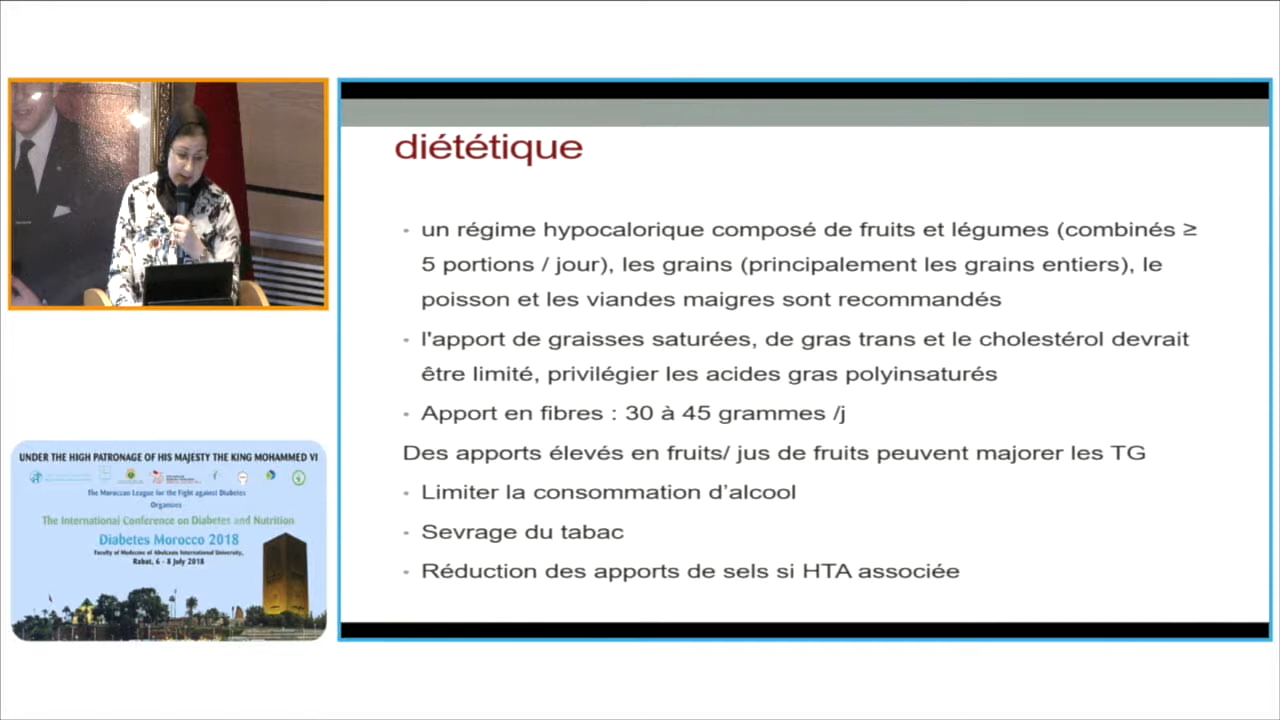 diététique
un régime hypocalorique composé de fruits et légumes (combinés ≥
5 portions / jour), les grains (principalement les grains entiers), le
poisson et les viandes maigres sont recommandés
l'apport de graisses saturées, de gras trans et le cholestérol devrait
être limité, privilégier les acides gras polyinsaturés
Apport en fibres : 30 à 45 grammes /j
Des apports élevés en fruits/ jus de fruits peuvent majorer les TG
Limiter la consommation d’alcool
Sevrage du tabac
Réduction des apports de sels si HTA associée
UNDER THE HIGH PATRONAGE OF HIS MAJESTY THE KING MOHAMMED VI
The Moroccan League for the Fight against Diabetes
Organises
The International Conference on Diabetes and Nutrition
Diabetes Morocco 2018
Faculty of Medecine of Abulcasis International University,
Rabat, 6 - 8 July 2018